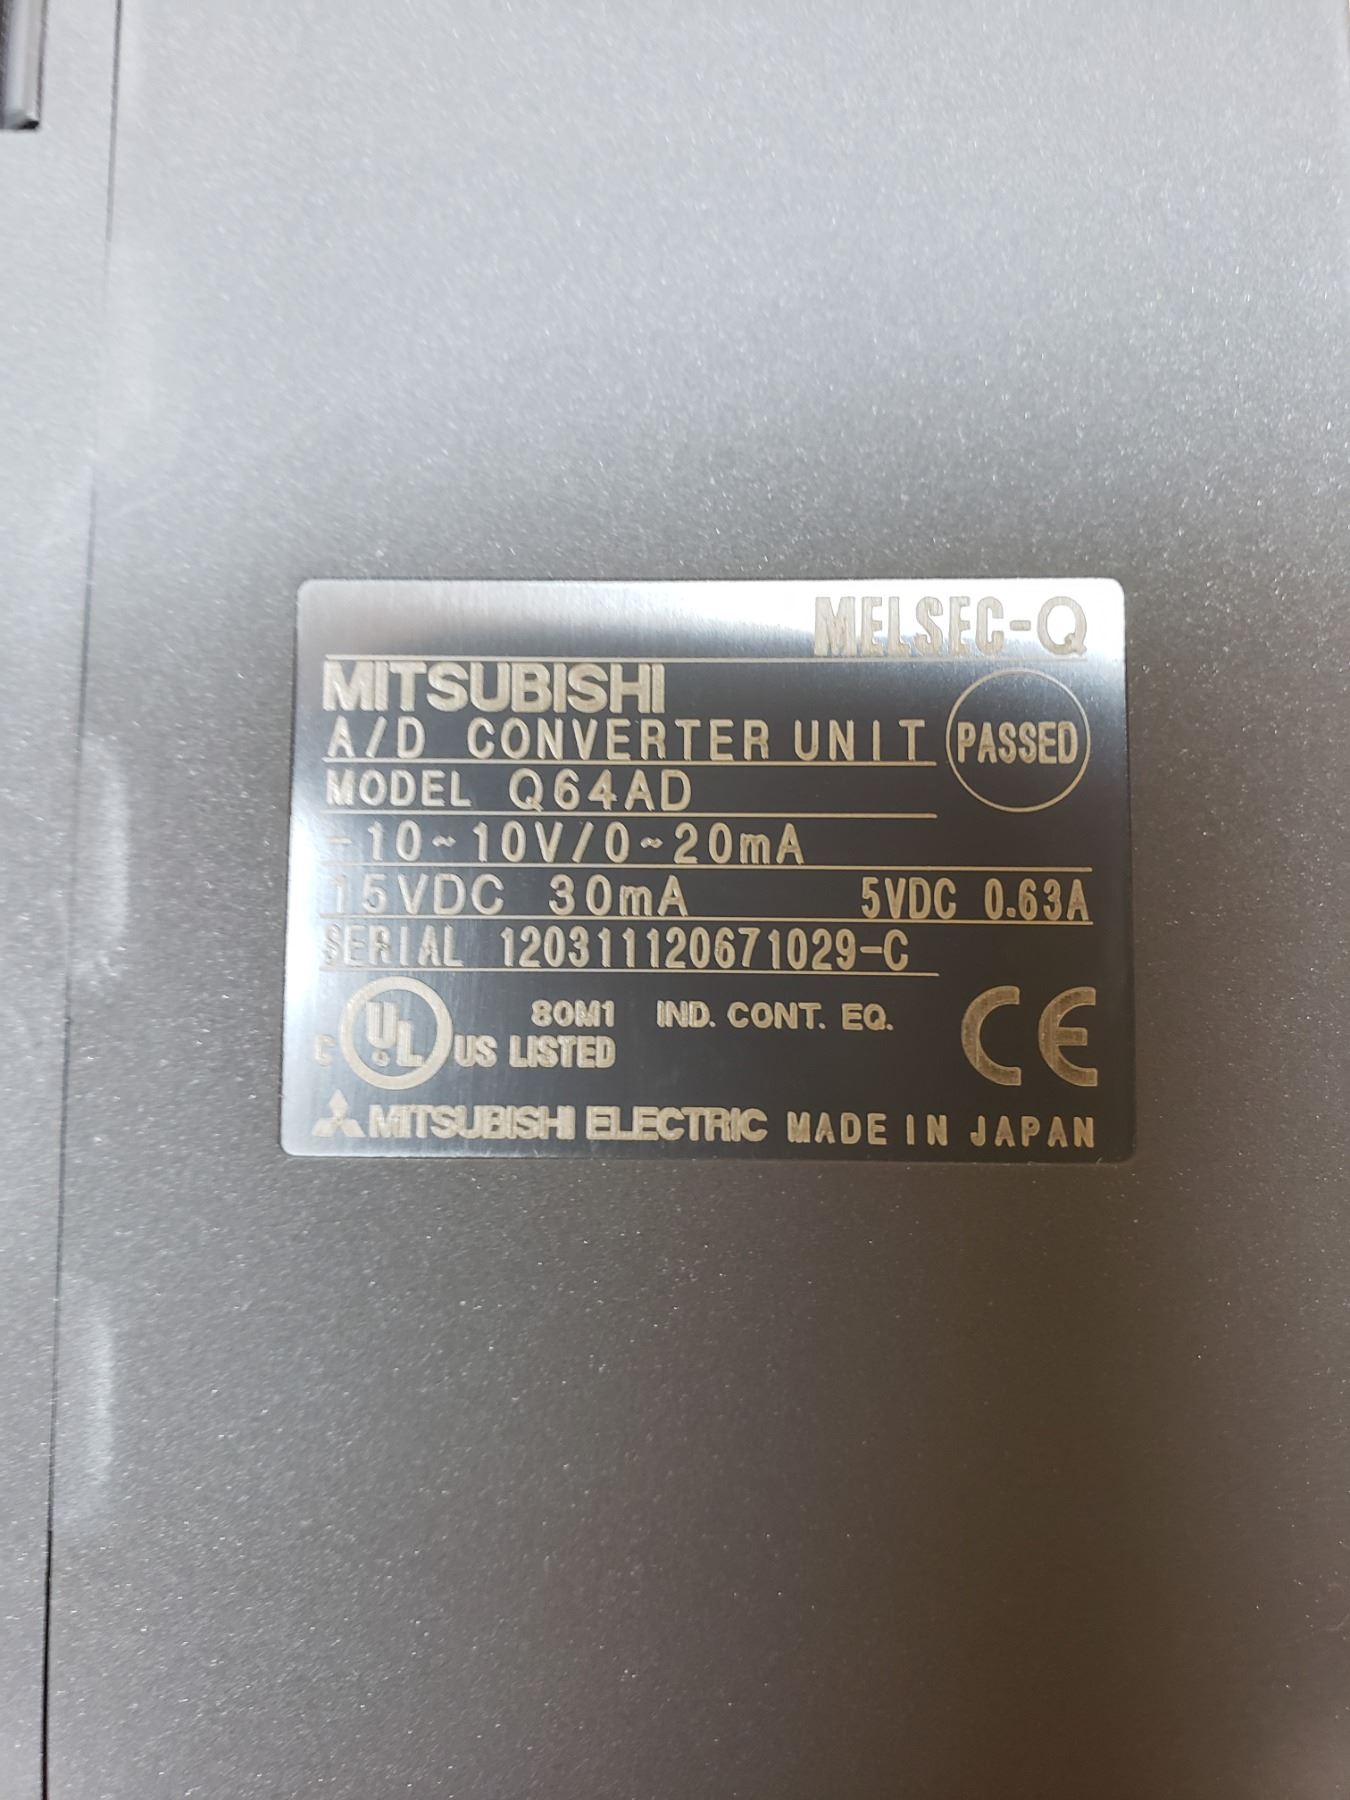 MELSEC-Q
MITSUBISHI
A/D CONVERTER UNIT PASSED
MODEL Q64AD
-10~10V/0~20mA
15VDC 30mA 5VDC 0.63A
SERIAL 120311120671029-C
C UL US LISTED 80M1 IND. CONT. EQ.
CE
MITSUBISHI ELECTRIC MADE IN JAPAN